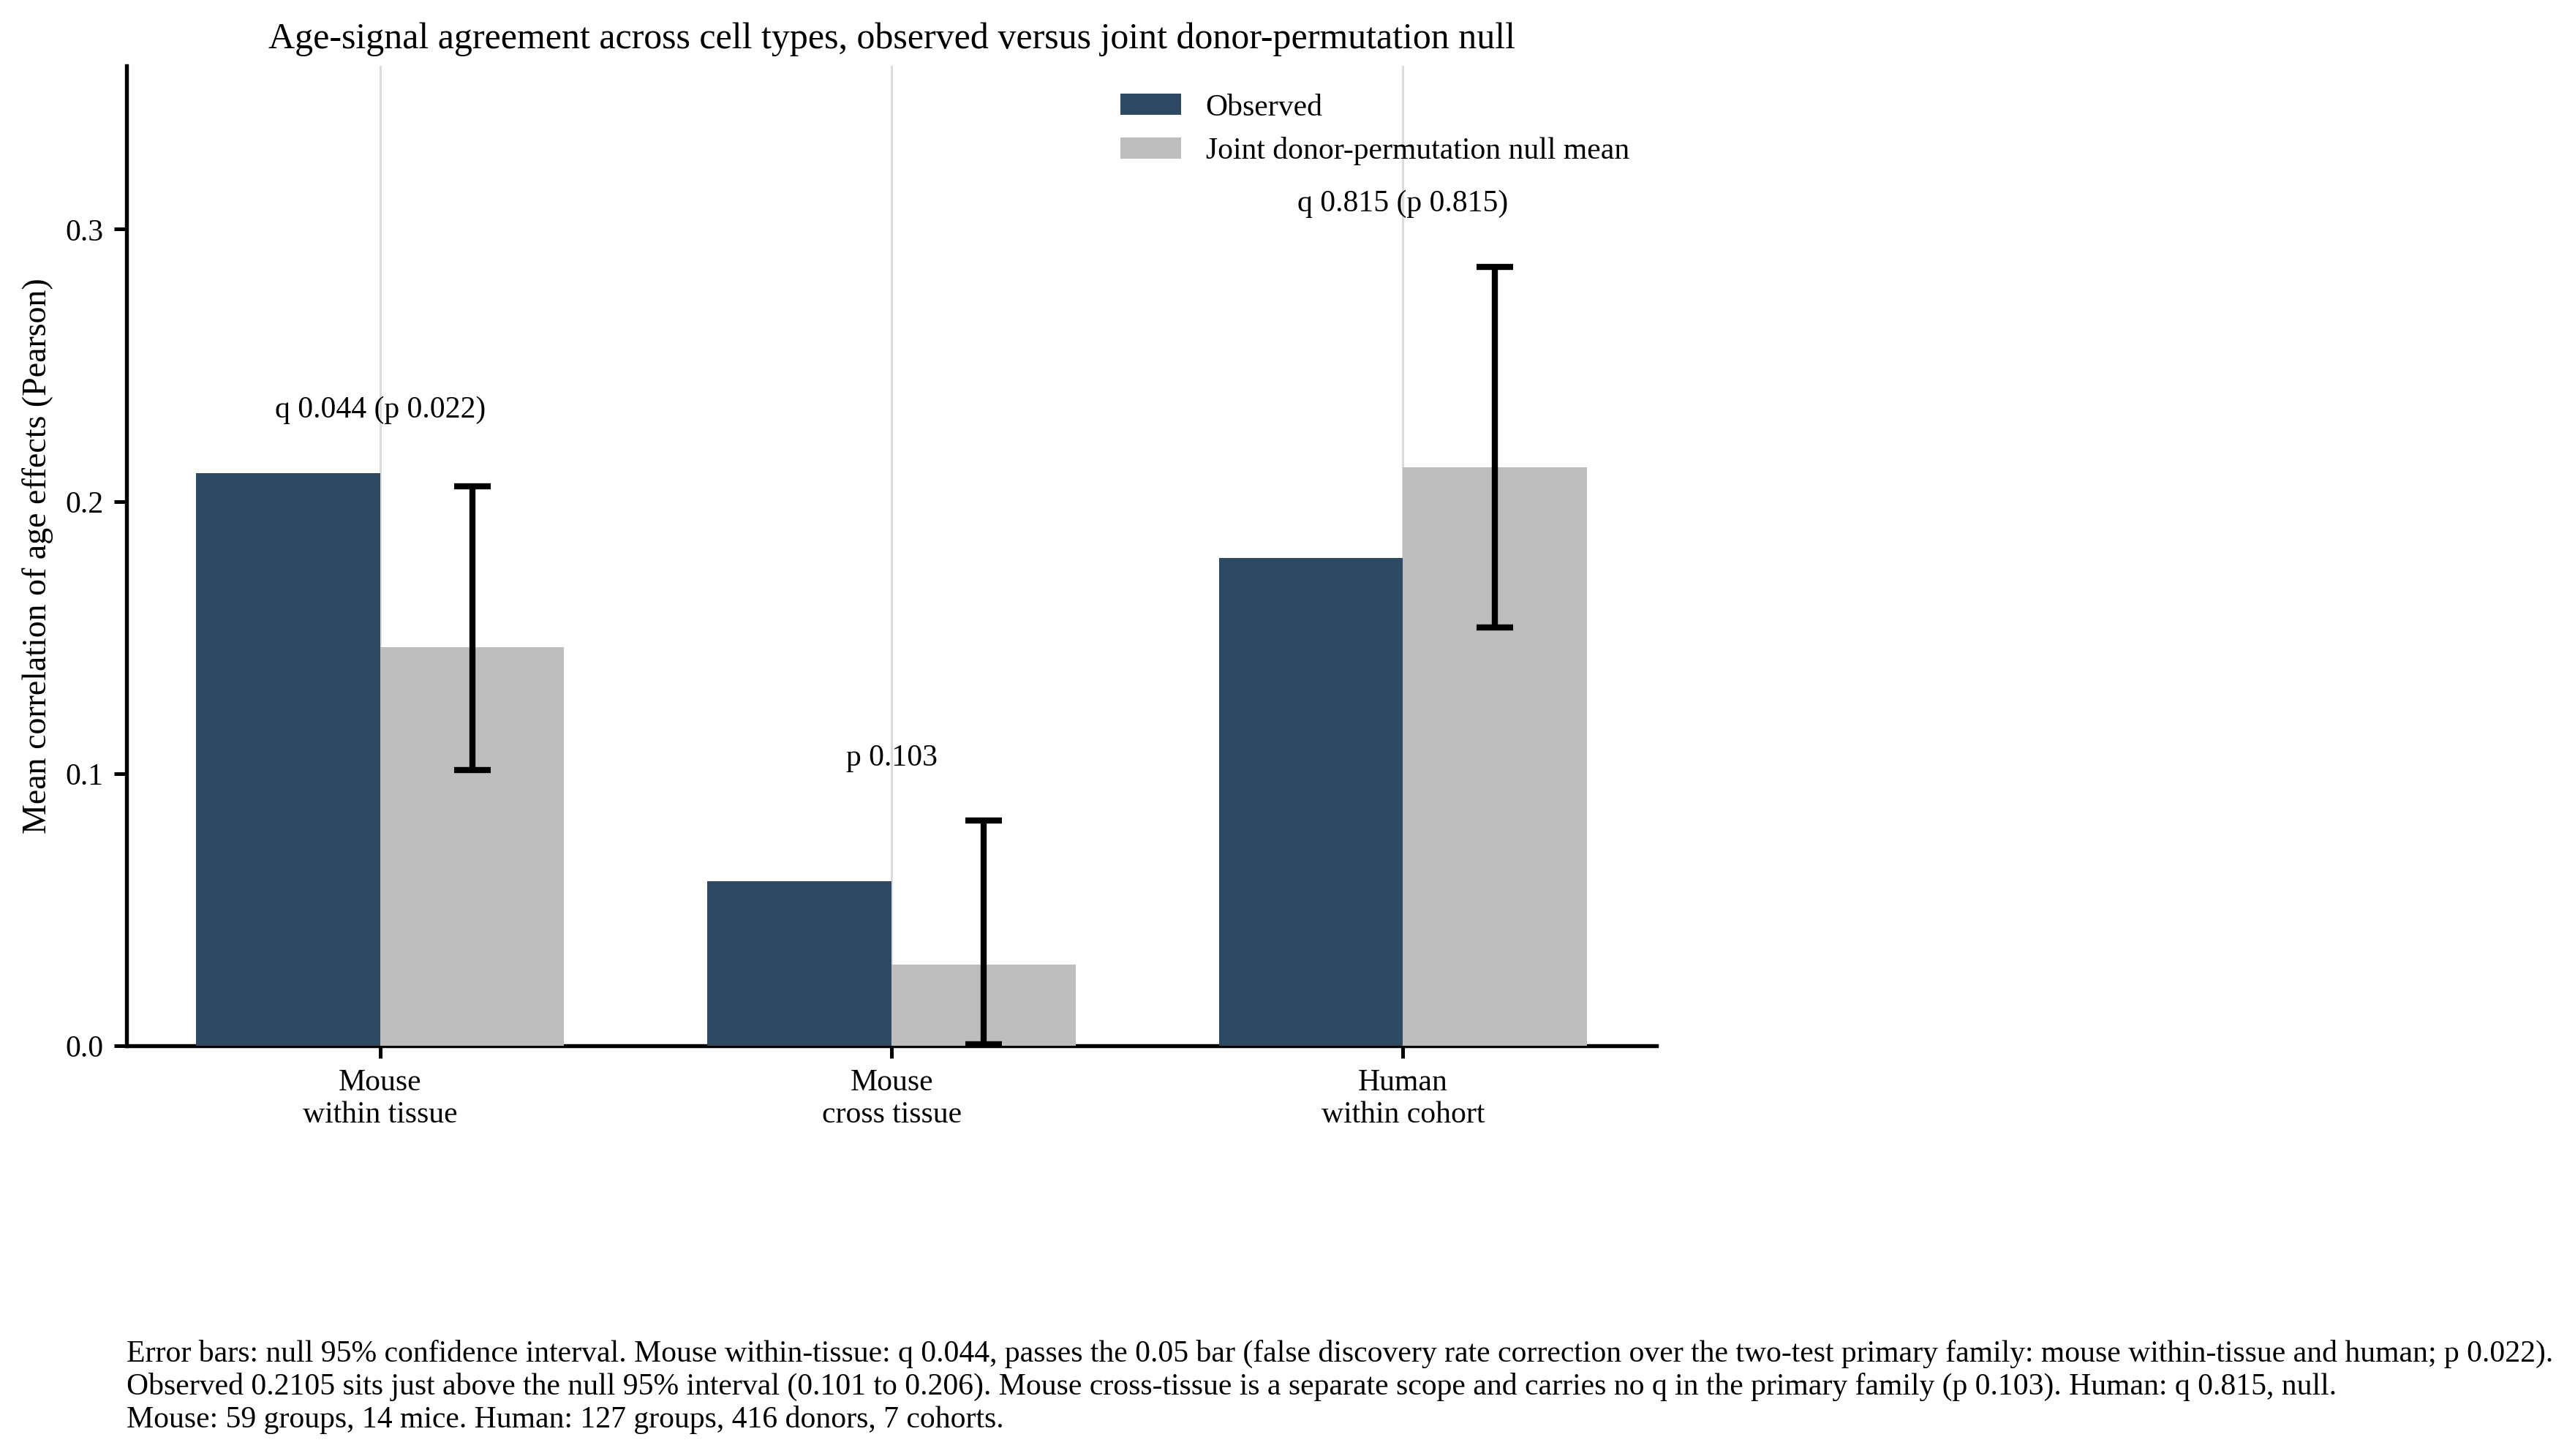 Age-signal agreement across cell types, observed versus joint donor-permutation null
Observed
Joint donor-permutation null mean
q 0.815 (p 0.815)
0.3
q 0.044 (p 0.022)
0.2
p 0.103
0.1
0.0
Mean correlation of age effects (Pearson)
Mouse
within tissue
Mouse
cross tissue
Human
within cohort
Error bars: null 95% confidence interval. Mouse within-tissue: q 0.044, passes the 0.05 bar (false discovery rate correction over the two-test primary family: mouse within-tissue and human; p 0.022).
Observed 0.2105 sits just above the null 95% interval (0.101 to 0.206). Mouse cross-tissue is a separate scope and carries no q in the primary family (p 0.103). Human: q 0.815, null.
Mouse: 59 groups, 14 mice. Human: 127 groups, 416 donors, 7 cohorts.